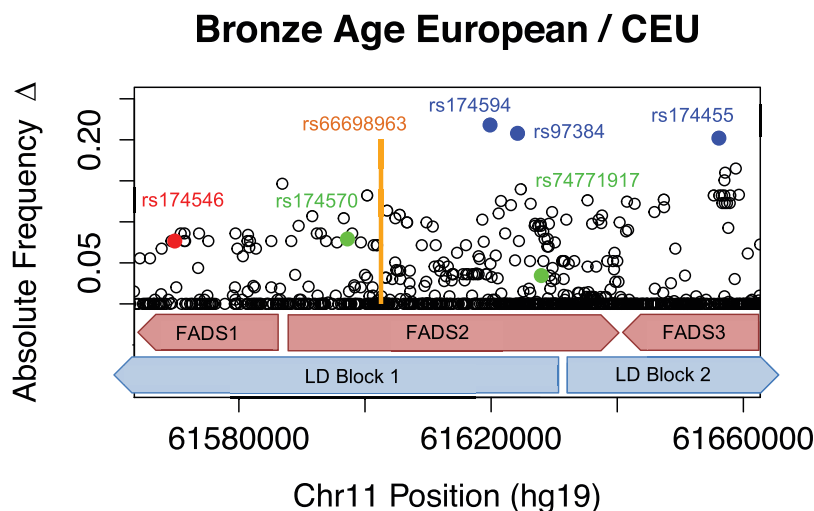 Bronze Age European / CEU
Absolute Frequency Δ
0.20
0.05
rs174546
rs174570
rs66698963
rs174594
rs97384
rs74771917
rs174455
FADS1
FADS2
FADS3
LD Block 1
LD Block 2
61580000
61620000
61660000
Chr11 Position (hg19)